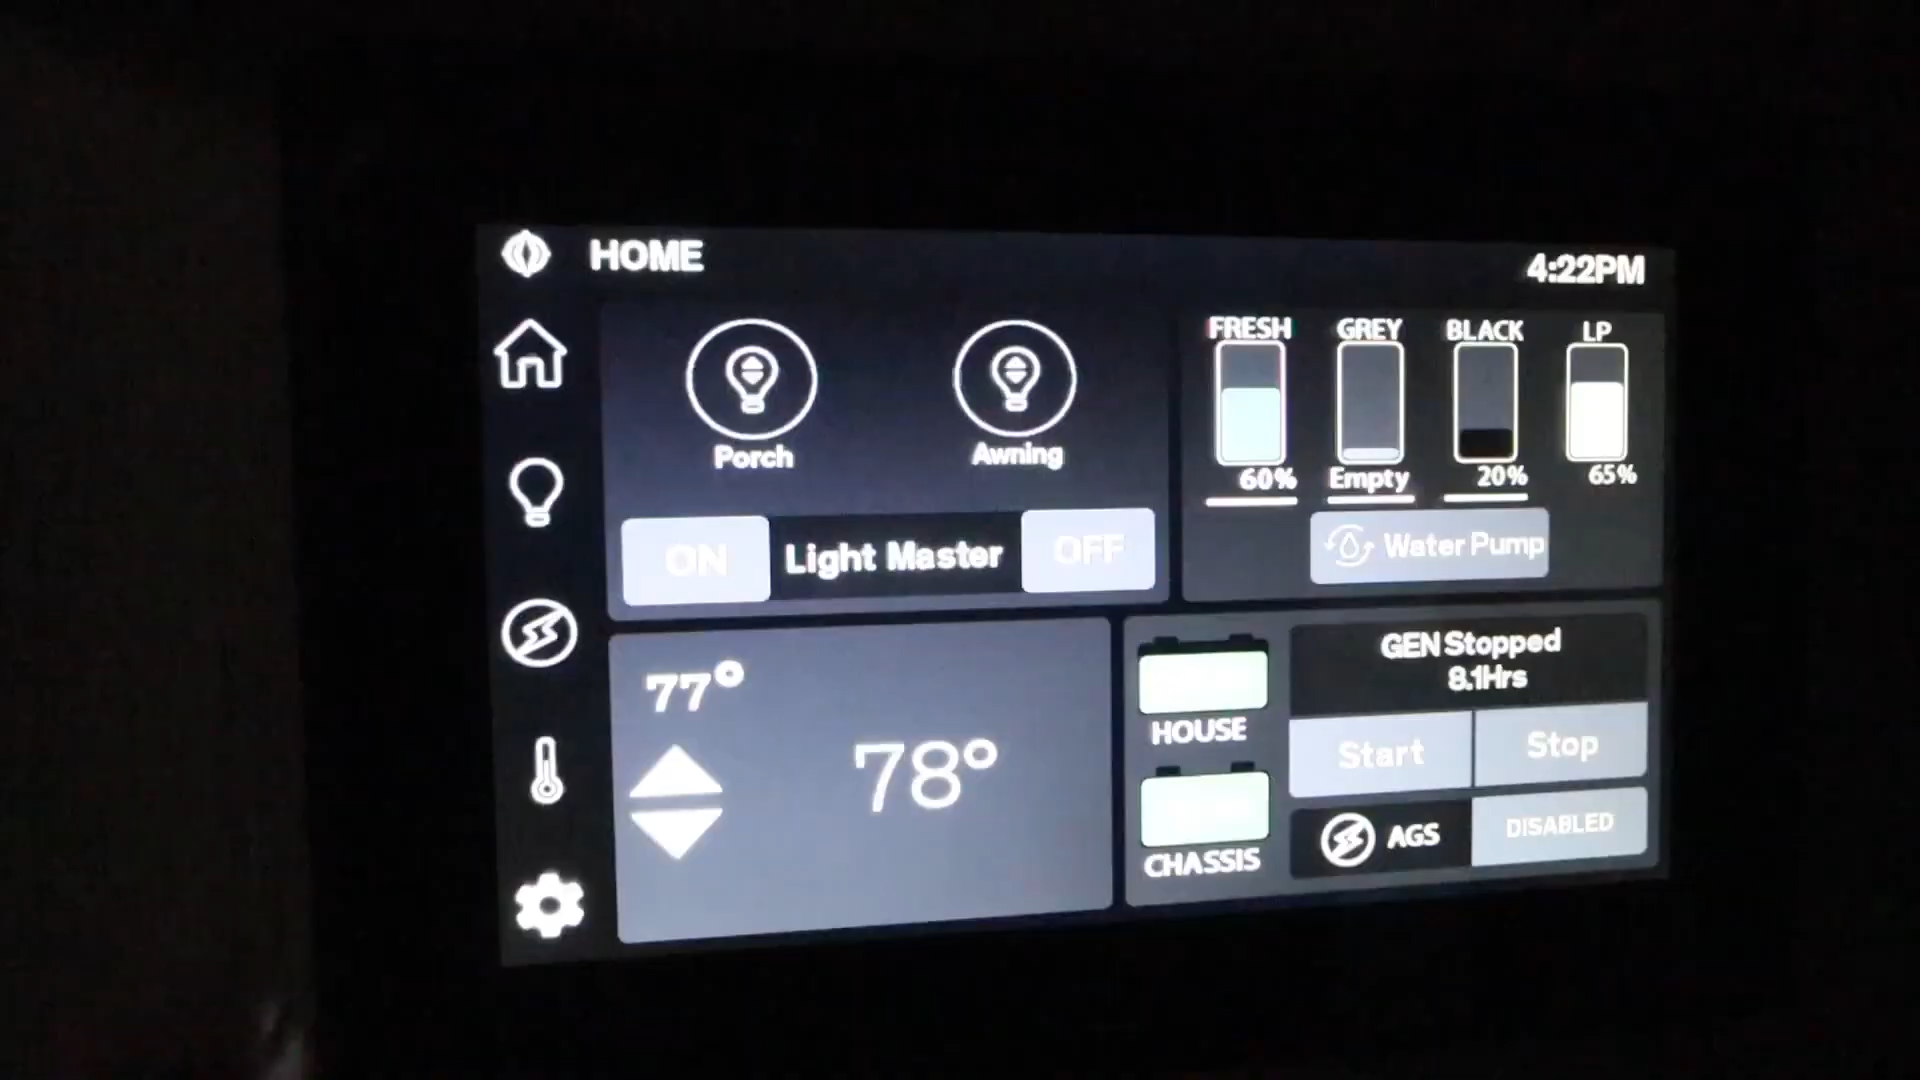 HOME
4:22PM
Porch
Awning
ON
Light Master
OFF
FRESH
GREY
BLACK
LP
60%
Empty
20%
65%
Water Pump
77°
78°
HOUSE
CHASSIS
GEN Stopped
8.1Hrs
Start
Stop
AGS
DISABLED